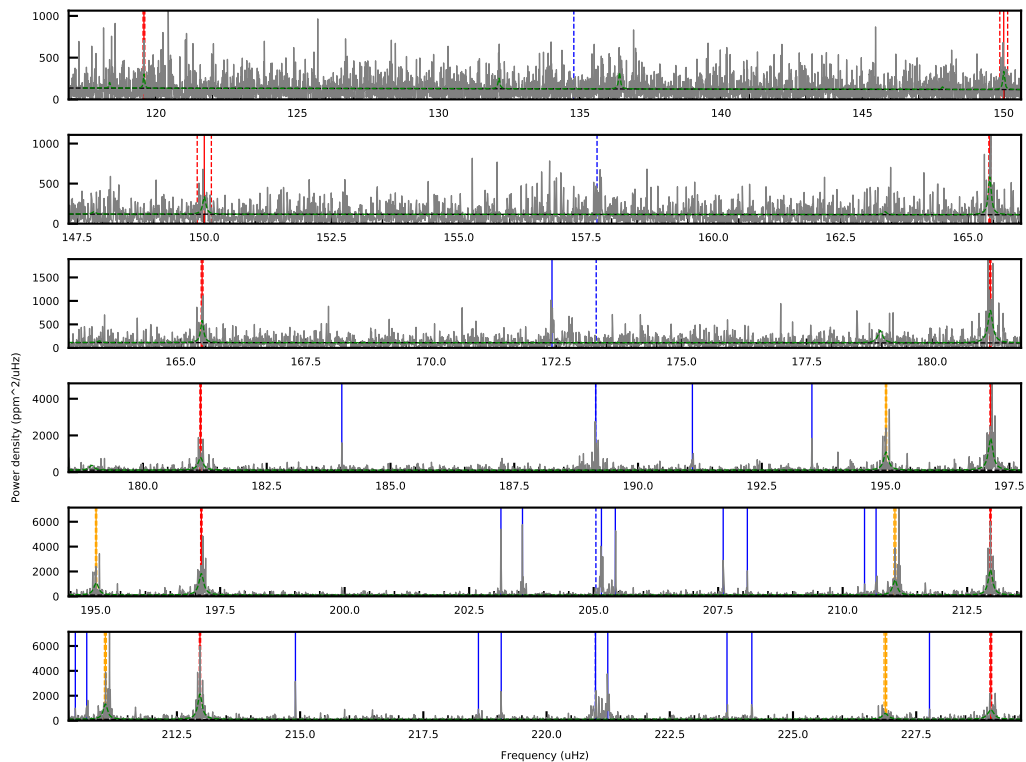 1000
500
0
120 125 130 135 140 145 150
1000
500
0
147.5 150.0 152.5 155.0 157.5 160.0 162.5 165.0
1500
1000
500
0
165.0 167.5 170.0 172.5 175.0 177.5 180.0
4000
2000
0
180.0 182.5 185.0 187.5 190.0 192.5 195.0 197.5
Power density (ppm^2/uHz)
6000
4000
2000
0
195.0 197.5 200.0 202.5 205.0 207.5 210.0 212.5
6000
4000
2000
0
212.5 215.0 217.5 220.0 222.5 225.0 227.5
Frequency (uHz)